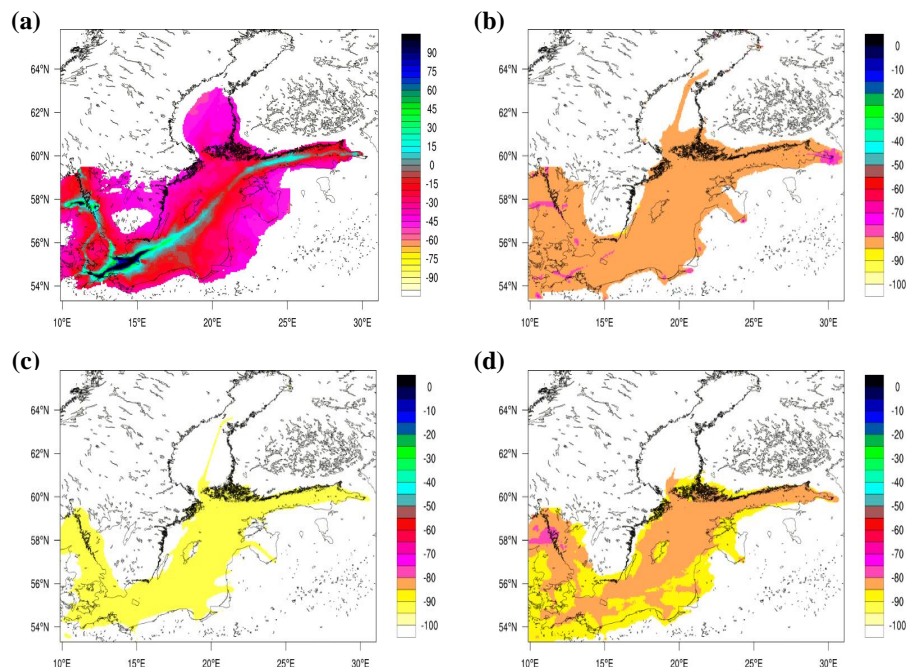 (a)
(b)
64°N
62°N
60°N
58°N
56°N
54°N
10°E
15°E
20°E
25°E
30°E
90
75
60
45
30
15
0
-15
-30
-45
-60
-75
-90
64°N
62°N
60°N
58°N
56°N
54°N
10°E
15°E
20°E
25°E
30°E
0
-10
-20
-30
-40
-50
-60
-70
-80
-90
-100
(c)
(d)
64°N
62°N
60°N
58°N
56°N
54°N
10°E
15°E
20°E
25°E
30°E
0
-10
-20
-30
-40
-50
-60
-70
-80
-90
-100
64°N
62°N
60°N
58°N
56°N
54°N
10°E
15°E
20°E
25°E
30°E
0
-10
-20
-30
-40
-50
-60
-70
-80
-90
-100